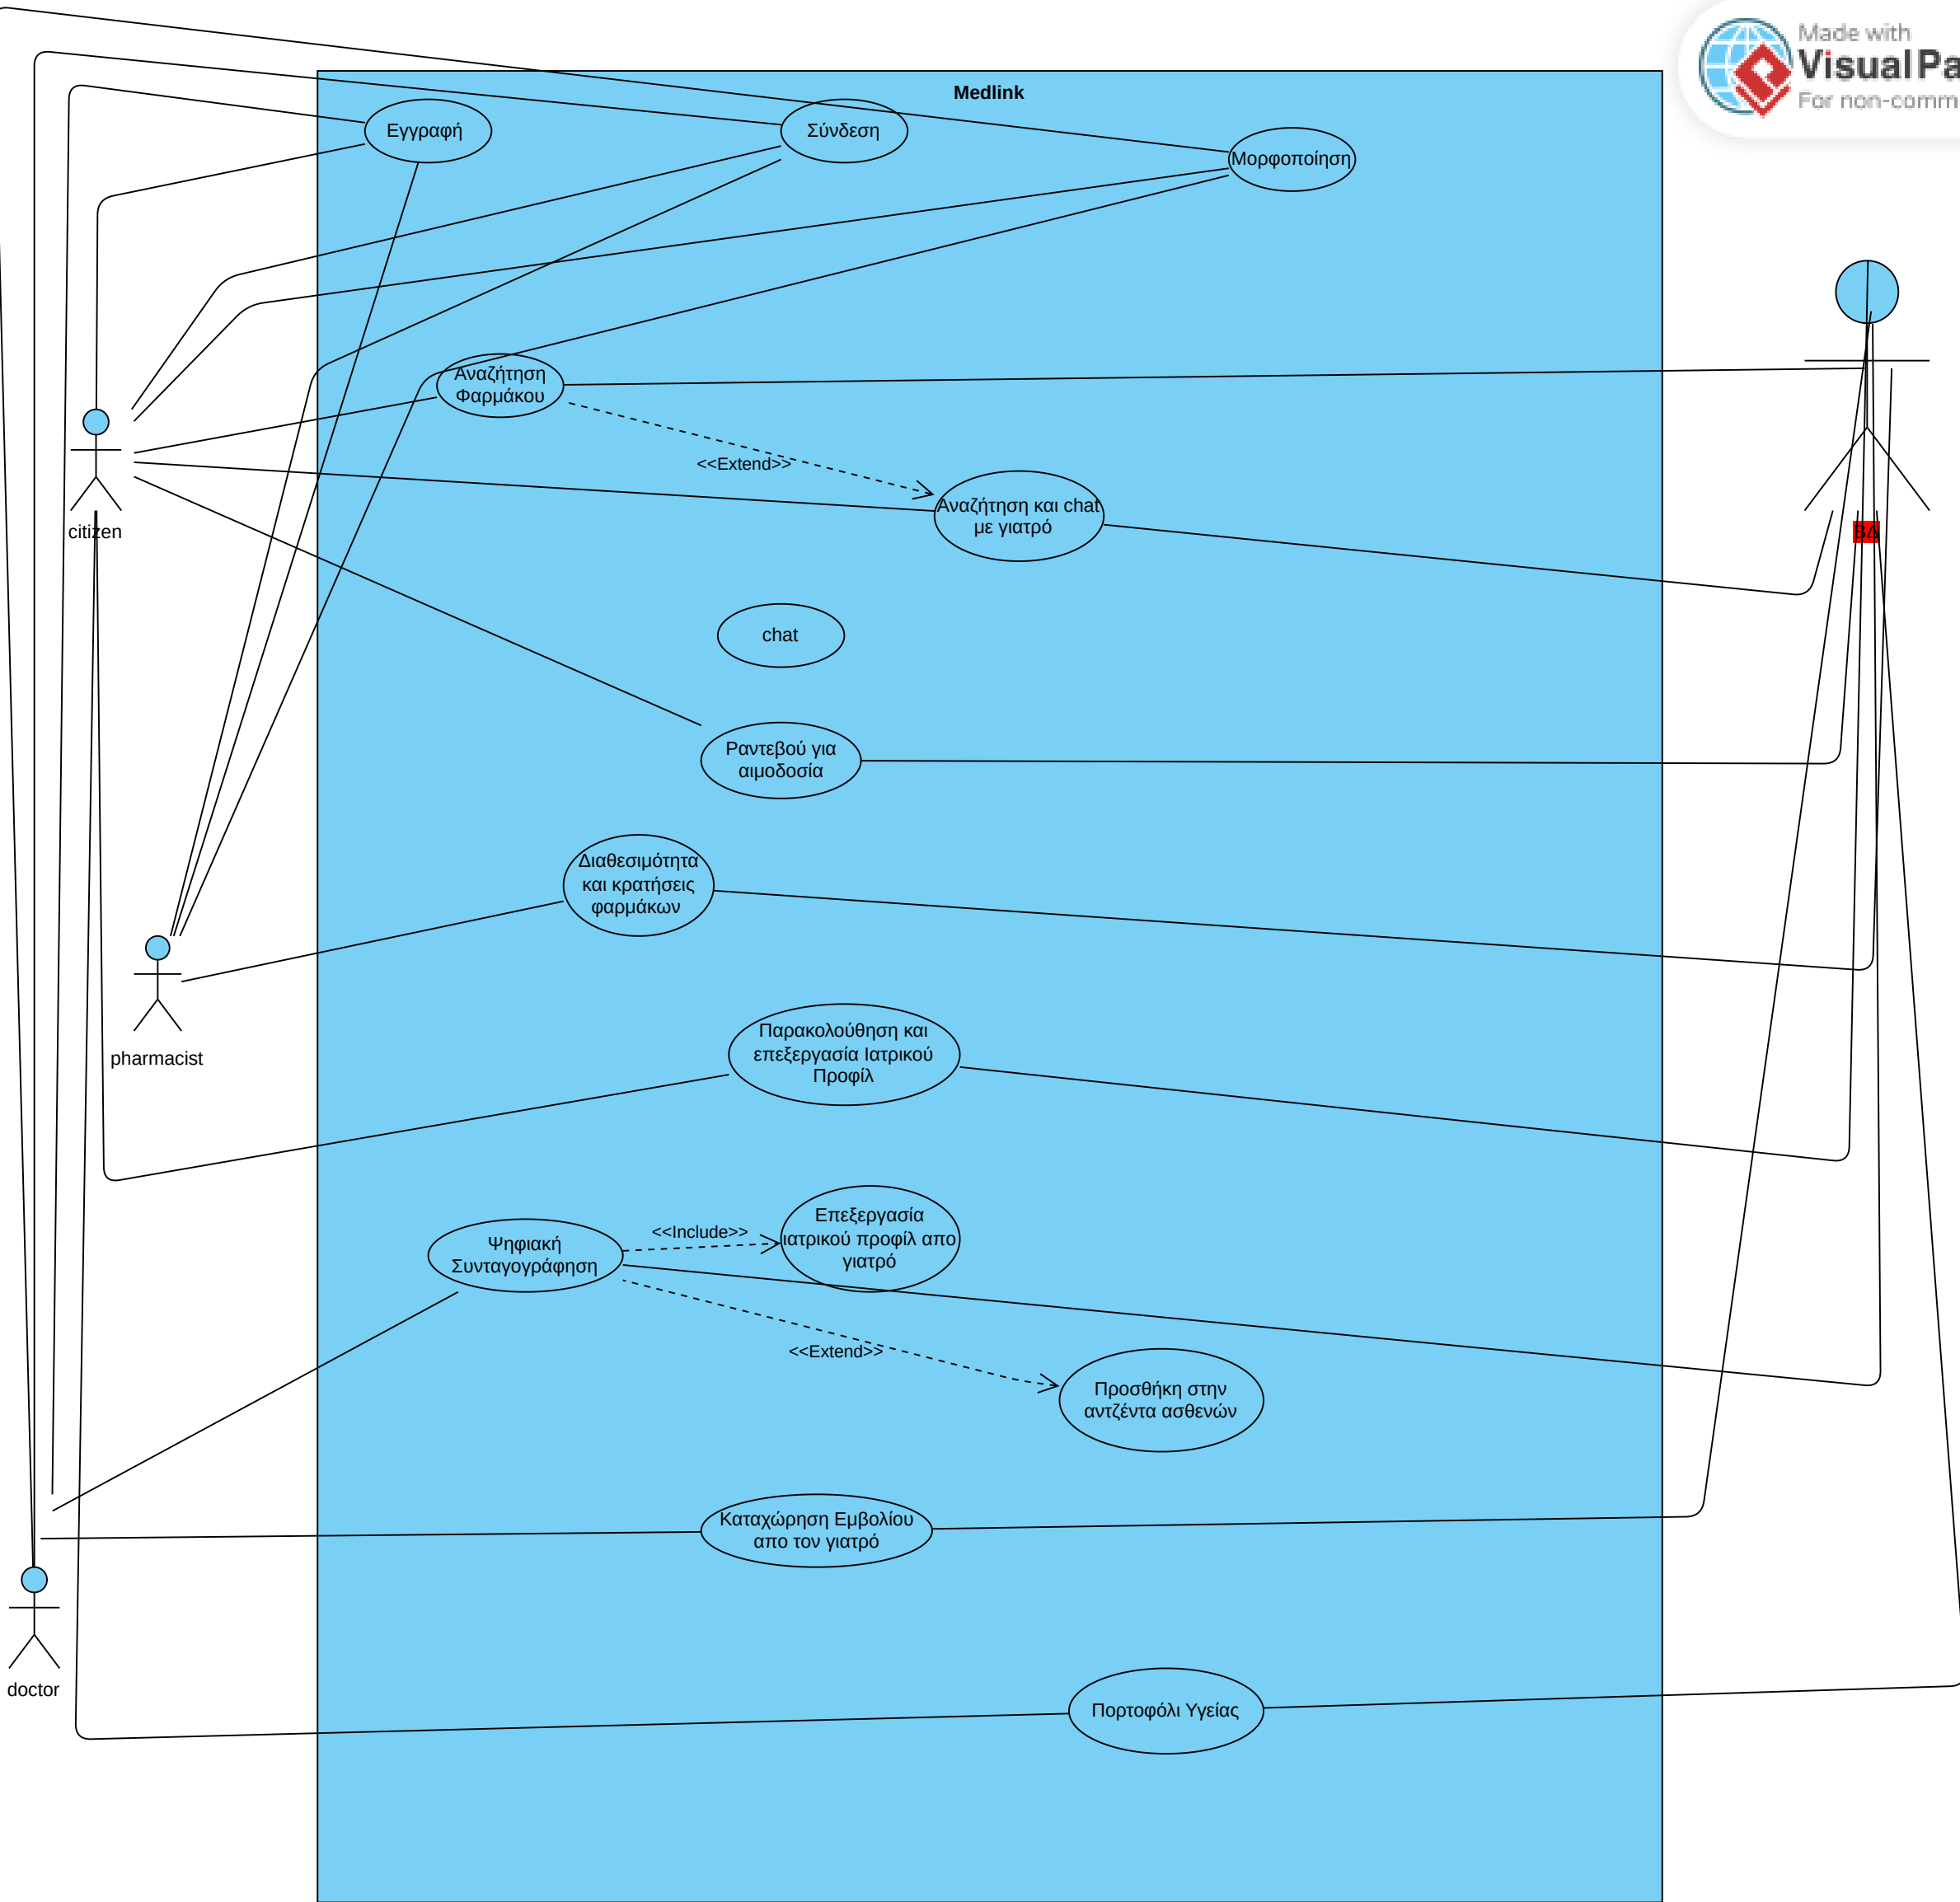 Made with
VisualPa
For non-comm
Medlink
Εγγραφή
Σύνδεση
Μορφοποίηση
Αναζήτηση
Φαρμάκου
<<Extend>>
Αναζήτηση και chat
με γιατρό
citizen
ΒΔ
chat
Ραντεβού για
αιμοδοσία
Διαθεσιμότητα
και κρατήσεις
φαρμάκων
pharmacist
Παρακολούθηση και
επεξεργασία Ιατρικού
Προφίλ
<<Include>>
Επεξεργασία
ιατρικού προφίλ απο
γιατρό
Ψηφιακή
Συνταγογράφηση
<<Extend>>
Προσθήκη στην
αντζέντα ασθενών
Καταχώρηση Εμβολίου
απο τον γιατρό
doctor
Πορτοφόλι Υγείας